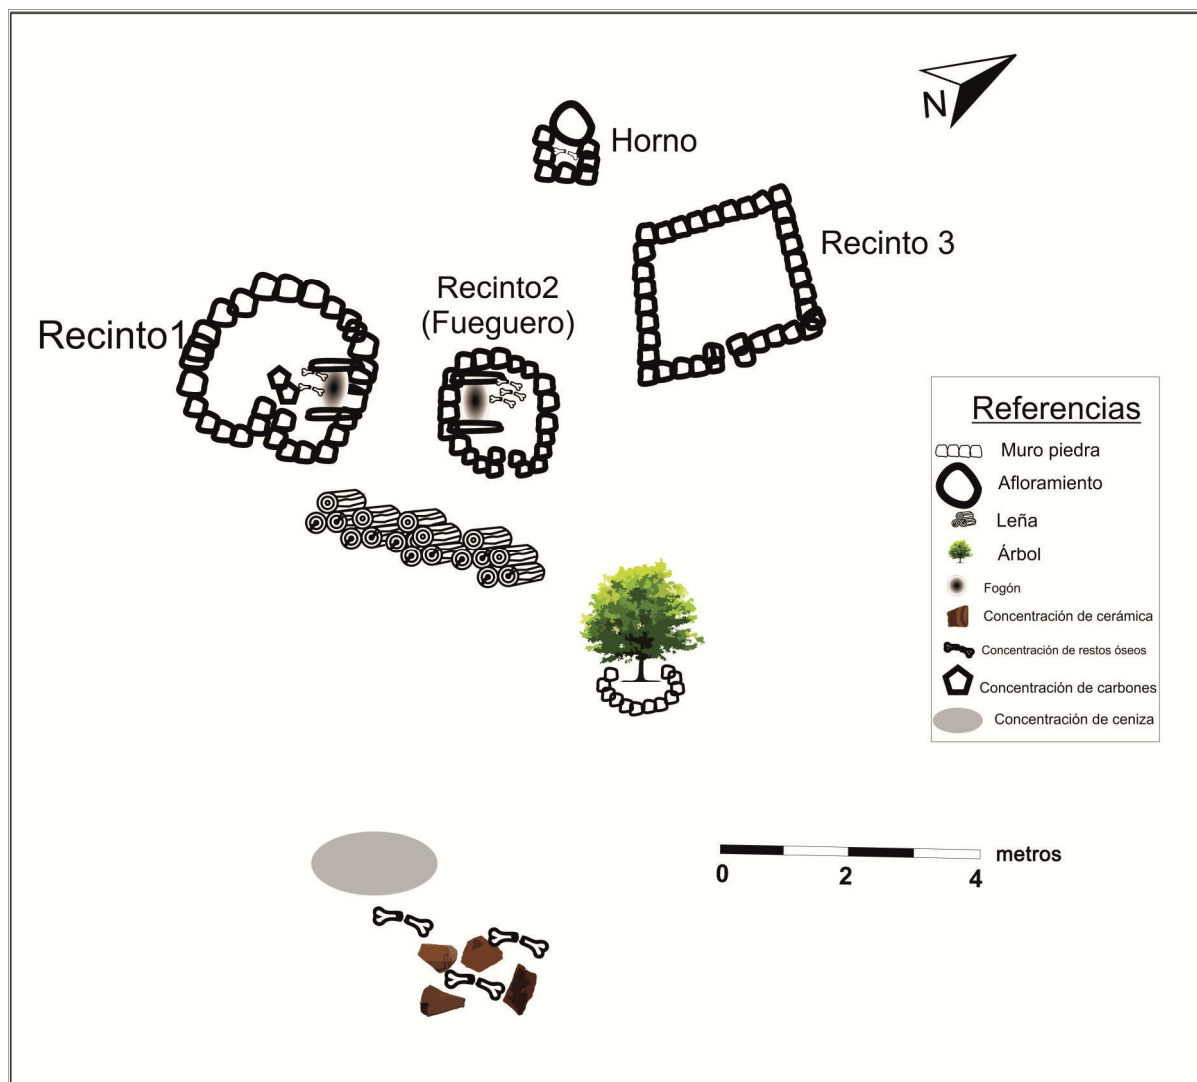 N
Horno
Recinto 3
Recinto2
(Fueguero)
Recinto1
Referencias
Muro piedra
Afloramiento
Leña
Árbol
Fogón
Concentración de cerámica
Concentración de restos óseos
Concentración de carbones
Concentración de ceniza
metros
0 2 4